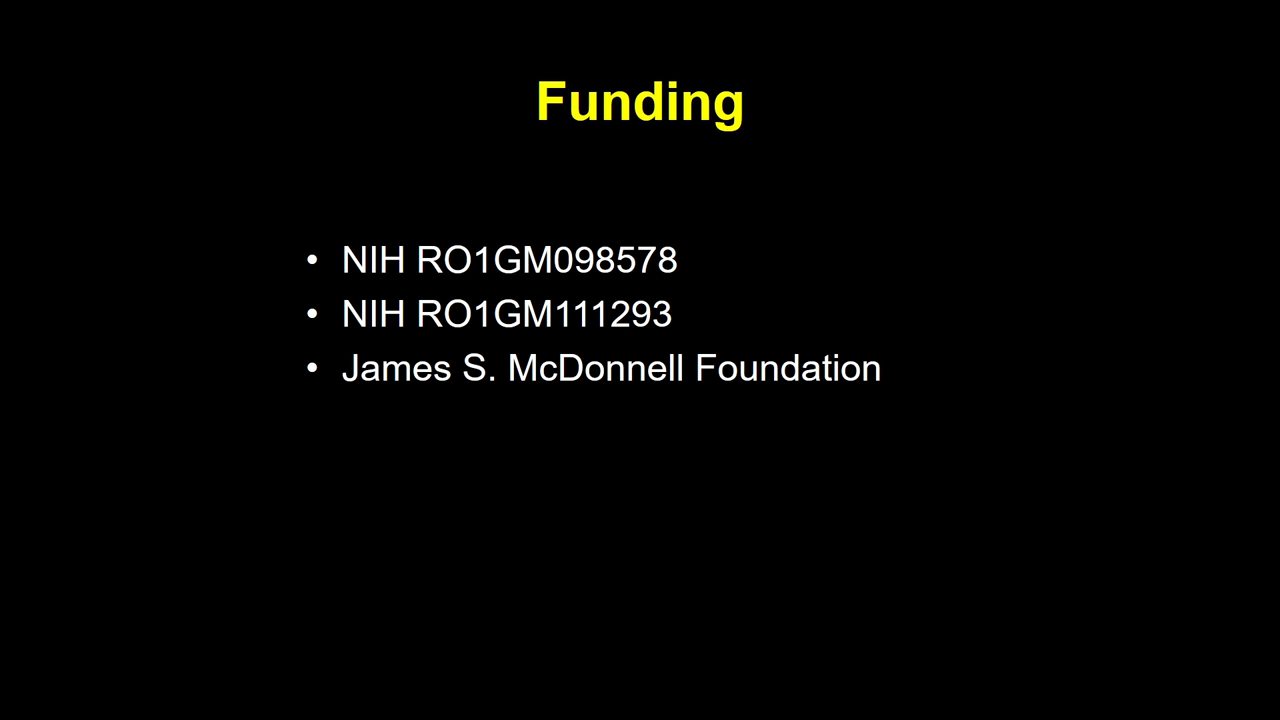 Funding
• NIH RO1GM098578
• NIH RO1GM111293
• James S. McDonnell Foundation